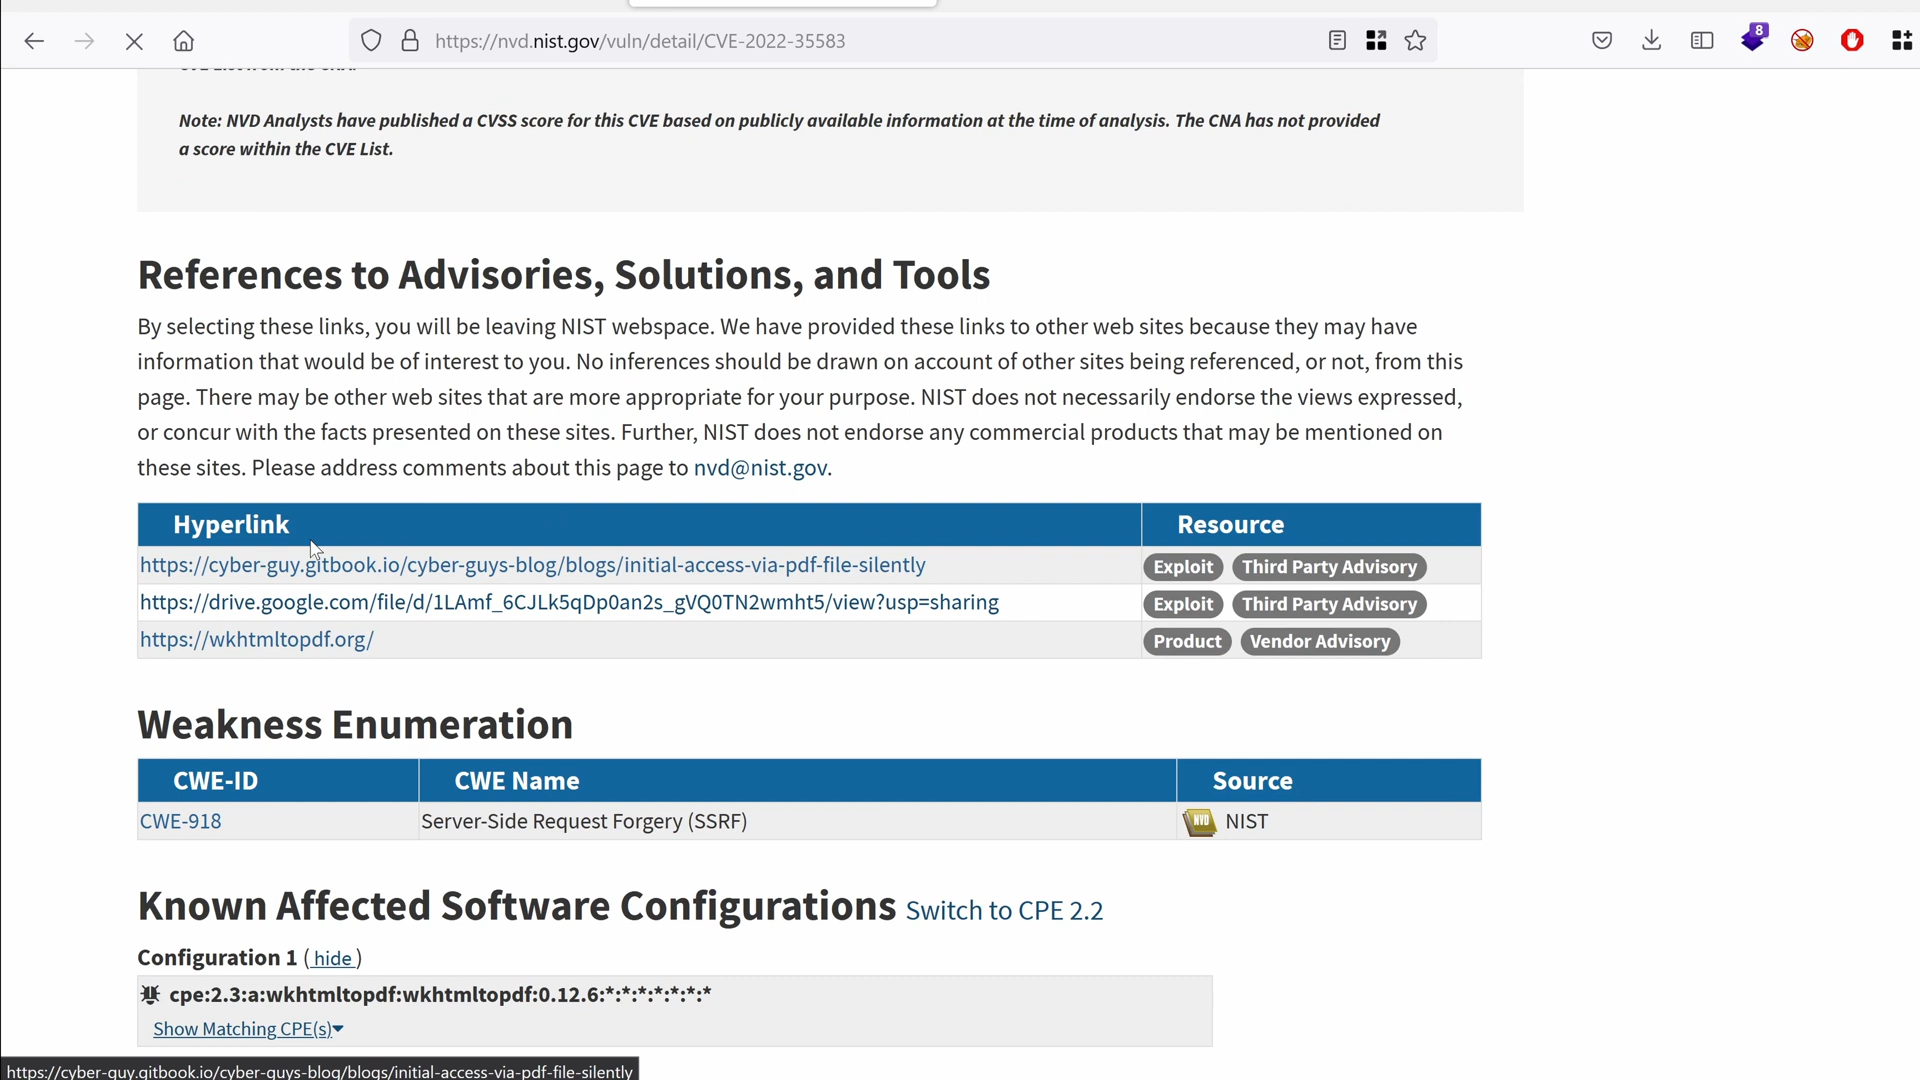 https://nvd.nist.gov/vuln/detail/CVE-2022-35583
8
Note: NVD Analysts have published a CVSS score for this CVE based on publicly available information at the time of analysis. The CNA has not provided
a score within the CVE List.
References to Advisories, Solutions, and Tools
By selecting these links, you will be leaving NIST webspace. We have provided these links to other web sites because they may have
information that would be of interest to you. No inferences should be drawn on account of other sites being referenced, or not, from this
page. There may be other web sites that are more appropriate for your purpose. NIST does not necessarily endorse the views expressed,
or concur with the facts presented on these sites. Further, NIST does not endorse any commercial products that may be mentioned on
these sites. Please address comments about this page to nvd@nist.gov.
Hyperlink Resource
https://cyber-guy.gitbook.io/cyber-guys-blog/blogs/initial-access-via-pdf-file-silently Exploit Third Party Advisory
https://drive.google.com/file/d/1LAmf_6CJLk5qDp0an2s_gVQ0TN2wmht5/view?usp=sharing Exploit Third Party Advisory
https://wkhtmltopdf.org/ Product Vendor Advisory
Weakness Enumeration
CWE-ID CWE Name Source
CWE-918 Server-Side Request Forgery (SSRF) NVD NIST
Known Affected Software Configurations Switch to CPE 2.2
Configuration 1 ( hide )
cpe:2.3:a:wkhtmltopdf:wkhtmltopdf:0.12.6:*:*:*:*:*:*:*
Show Matching CPE(s)
https://cyber-guy.gitbook.io/cyber-guys-blog/blogs/initial-access-via-pdf-file-silently